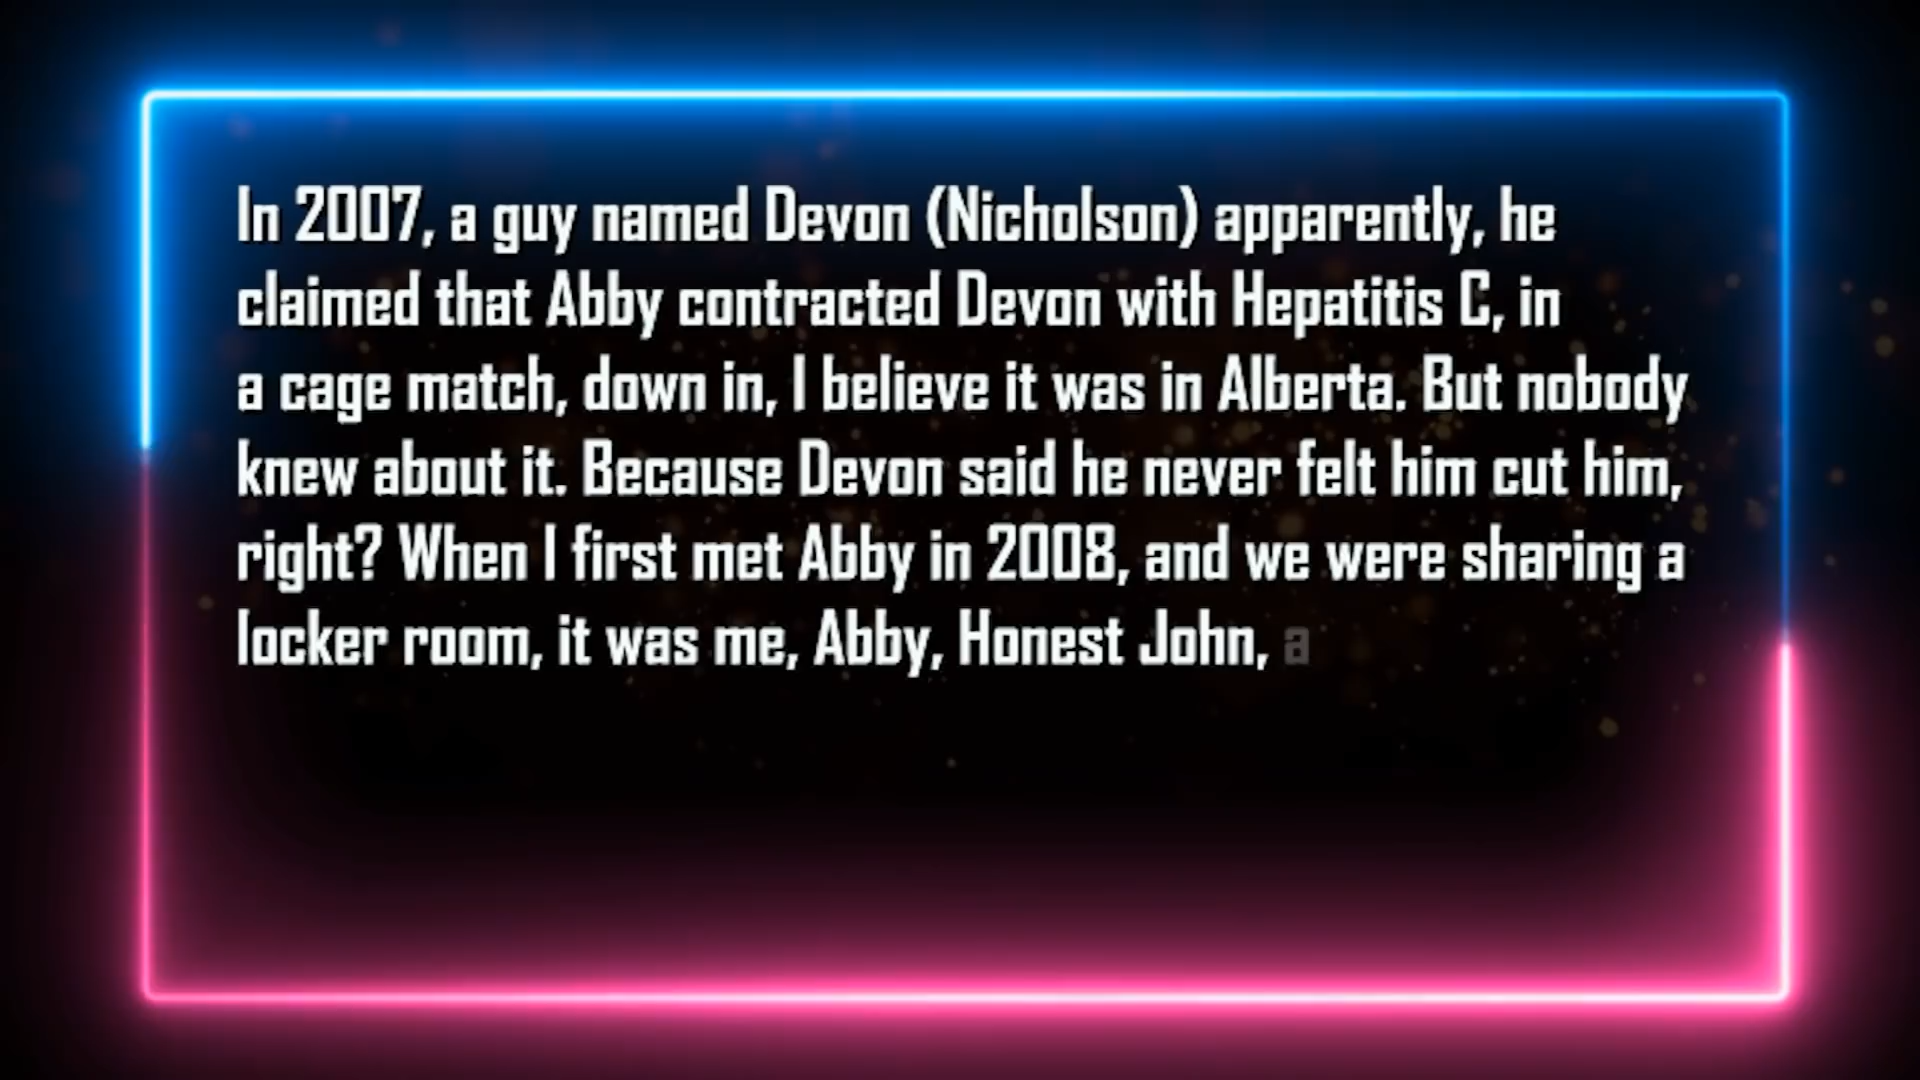 In 2007, a guy named Devon (Nicholson) apparently, he
claimed that Abby contracted Devon with Hepatitis C, in
a cage match, down in, I believe it was in Alberta. But nobody
knew about it. Because Devon said he never felt him cut him,
right? When I first met Abby in 2008, and we were sharing a
locker room, it was me, Abby, Honest John, a